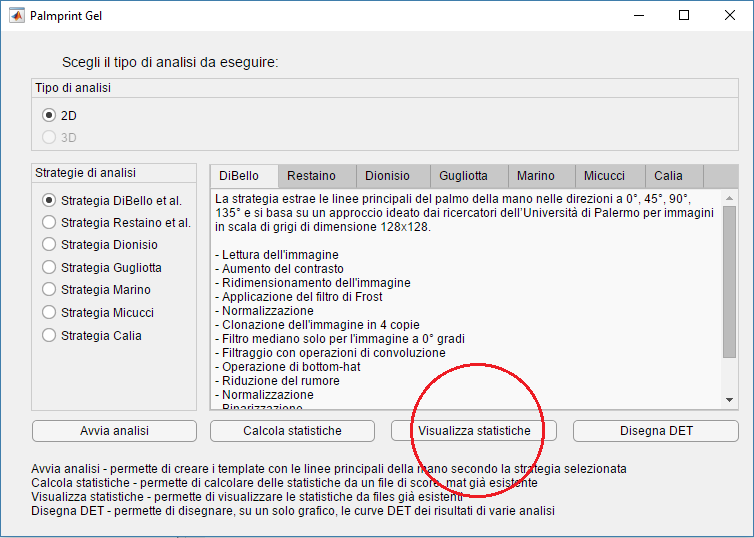 Palmprint Gel
Scegli il tipo di analisi da eseguire:
Tipo di analisi
2D
3D
Strategie di analisi
Strategia DiBello et al.
Strategia Restaino et al.
Strategia Dionisio
Strategia Gugliotta
Strategia Marino
Strategia Micucci
Strategia Calia
DiBello Restaino Dionisio Gugliotta Marino Micucci Calia
La strategia estrae le linee principali del palmo della mano nelle direzioni a 0°, 45°, 90°,
135° e si basa su un approccio ideato dai ricercatori dell'Università di Palermo per immagini
in scala di grigi di dimensione 128x128.
- Lettura dell'immagine
- Aumento del contrasto
- Ridimensionamento dell'immagine
- Applicazione del filtro di Frost
- Normalizzazione
- Clonazione dell'immagine in 4 copie
- Filtro mediano solo per l'immagine a 0° gradi
- Filtraggio con operazioni di convoluzione
- Operazione di bottom-hat
- Riduzione del rumore
- Normalizzazione
- Binarizzazione
Avvia analisi Calcola statistiche Visualizza statistiche Disegna DET
Avvia analisi - permette di creare i template con le linee principali della mano secondo la strategia selezionata
Calcola statistiche - permette di calcolare delle statistiche da un file di score. mat già esistente
Visualizza statistiche - permette di visualizzare le statistiche da files già esistenti
Disegna DET - permette di disegnare, su un solo grafico, le curve DET dei risultati di varie analisi